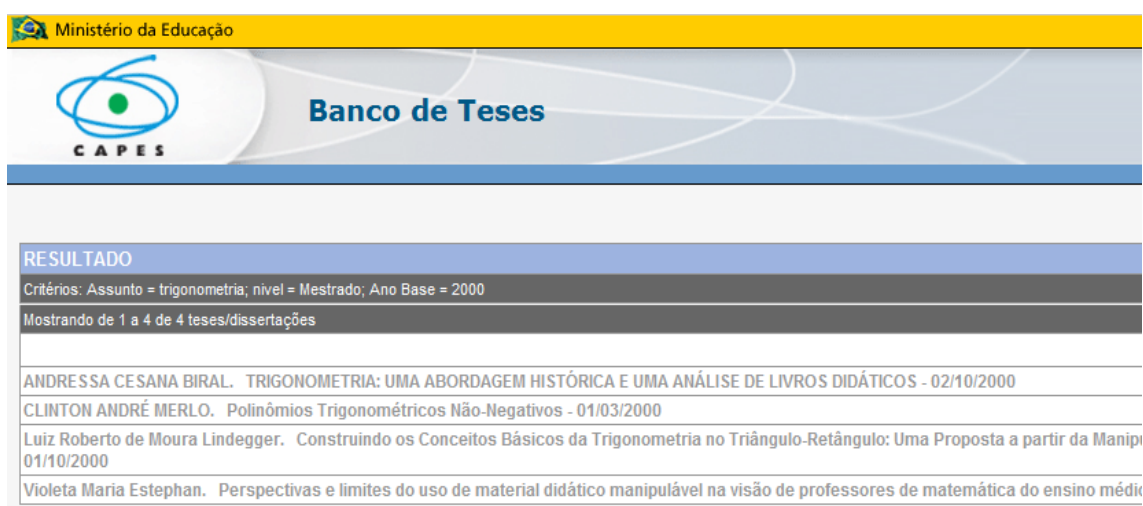 Ministério da Educação
CAPES
Banco de Teses
RESULTADO
Critérios: Assunto = trigonometria; nivel = Mestrado; Ano Base = 2000
Mostrando de 1 a 4 de 4 teses/dissertações
ANDRESSA CESANA BIRAL. TRIGONOMETRIA: UMA ABORDAGEM HISTÓRICA E UMA ANÁLISE DE LIVROS DIDÁTICOS - 02/10/2000
CLINTON ANDRÉ MERLO. Polinômios Trigonométricos Não-Negativos - 01/03/2000
Luiz Roberto de Moura Lindegger. Construindo os Conceitos Básicos da Trigonometria no Triângulo-Retângulo: Uma Proposta a partir da
01/10/2000
Violeta Maria Estephan. Perspectivas e limites do uso de material didático manipulável na visão de professores de matemática do ensino